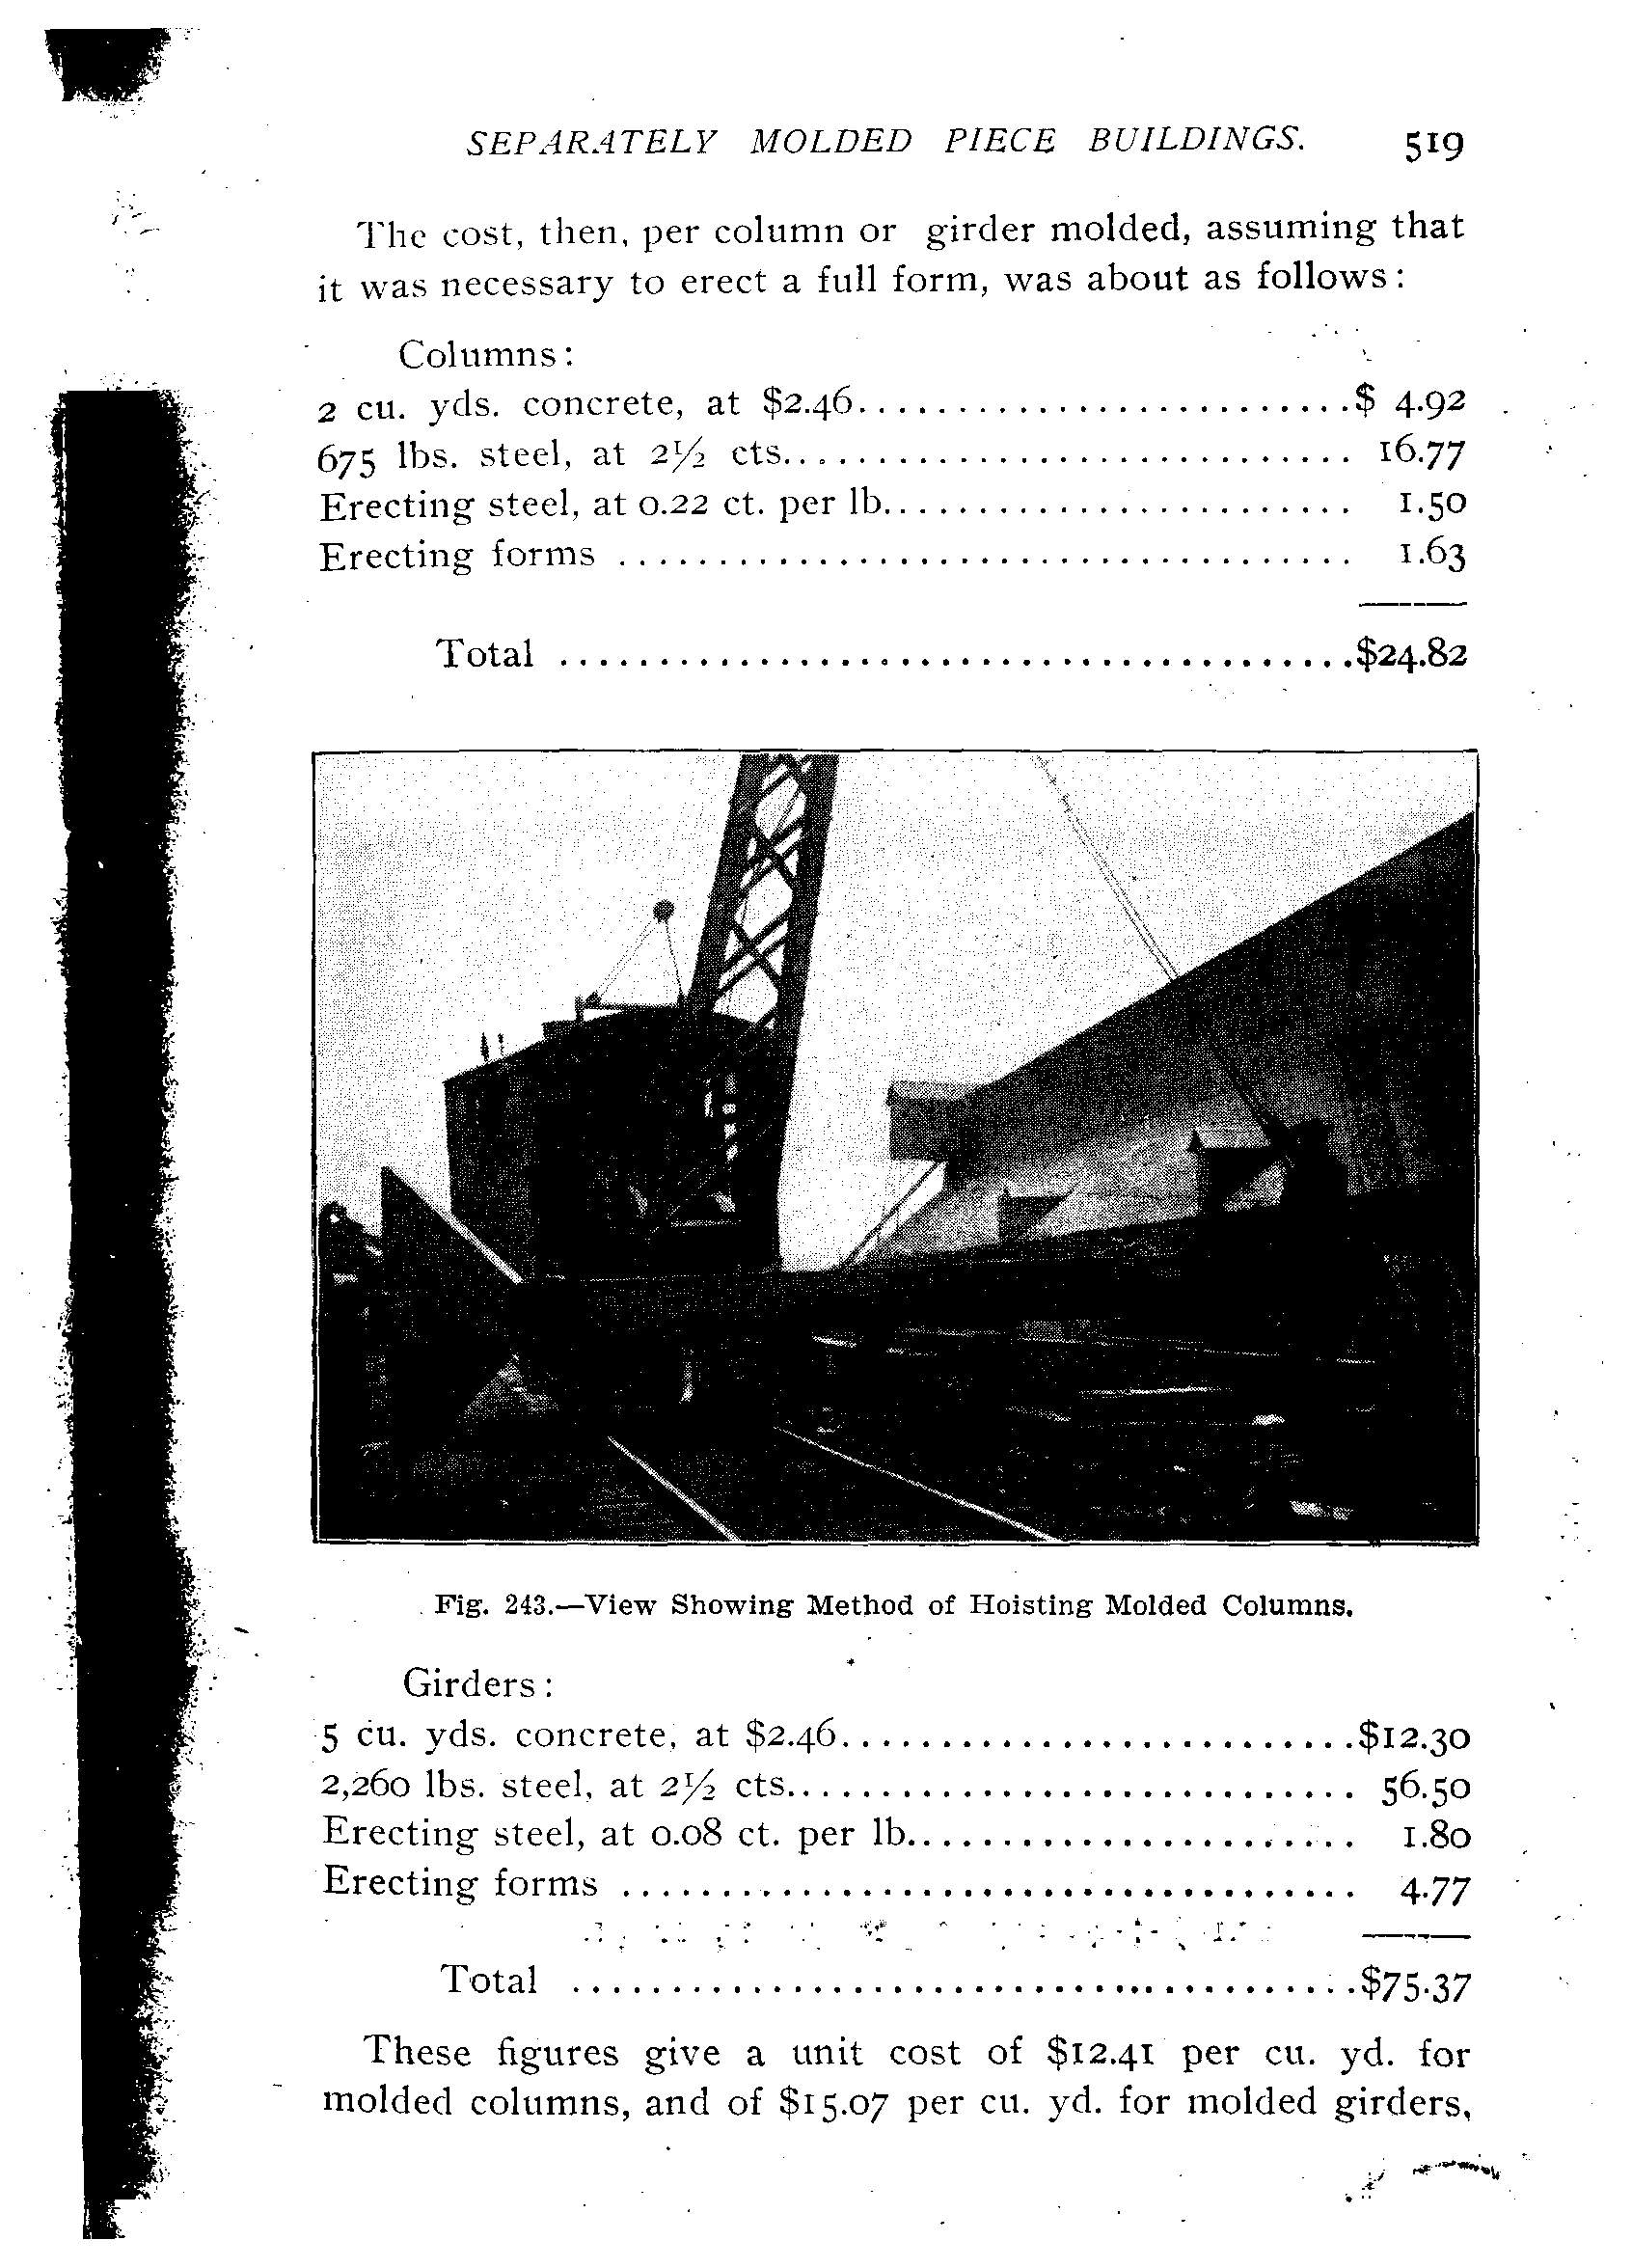 SEPARATELY MOLDED PIECE BUILDINGS. 519
The cost, then, per column or girder molded, assuming that
it was necessary to erect a full form, was about as follows:
Columns:
2 cu. yds. concrete, at $2.46..........................$ 4.92
675 lbs. steel, at 2½ cts.............................. 16.77
Erecting steel, at 0.22 ct. per lb........................ 1.50
Erecting forms ..................................... 1.63
Total ........................................$24.82
Fig. 243.—View Showing Method of Hoisting Molded Columns.
Girders:
5 cu. yds. concrete, at $2.46..........................$12.30
2,260 lbs. steel, at 2½ cts............................. 56.50
Erecting steel, at 0.08 ct. per lb....................... 1.80
Erecting forms ..................................... 4.77
Total ........................................$75.37
These figures give a unit cost of $12.41 per cu. yd. for
molded columns, and of $15.07 per cu. yd. for molded girders,